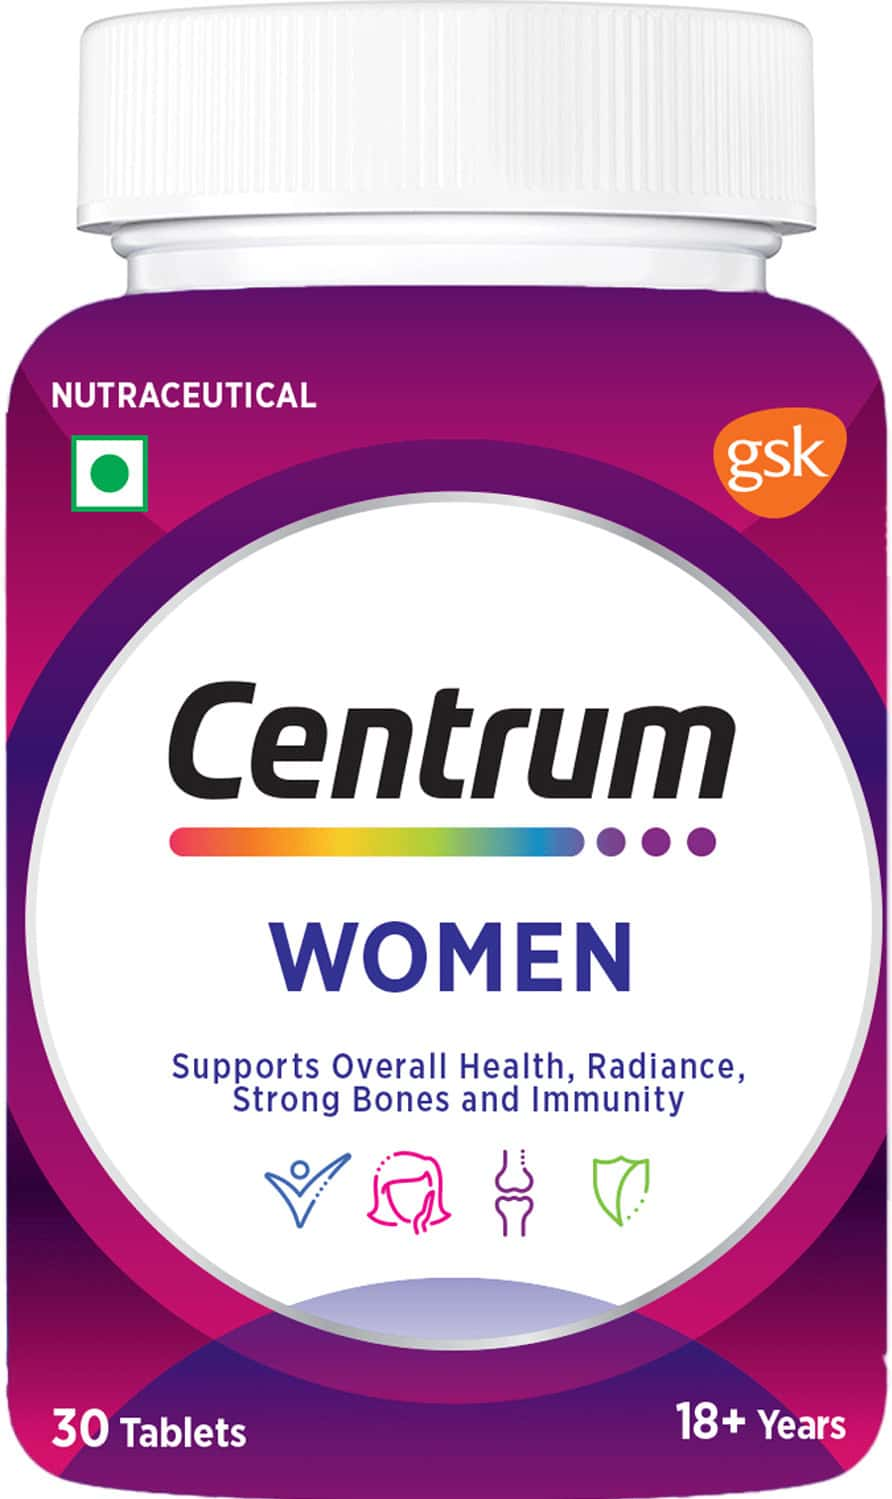 NUTRACEUTICAL
gsk
Centrum
WOMEN
Supports Overall Health, Radiance,
Strong Bones and Immunity
30 Tablets
18+ Years